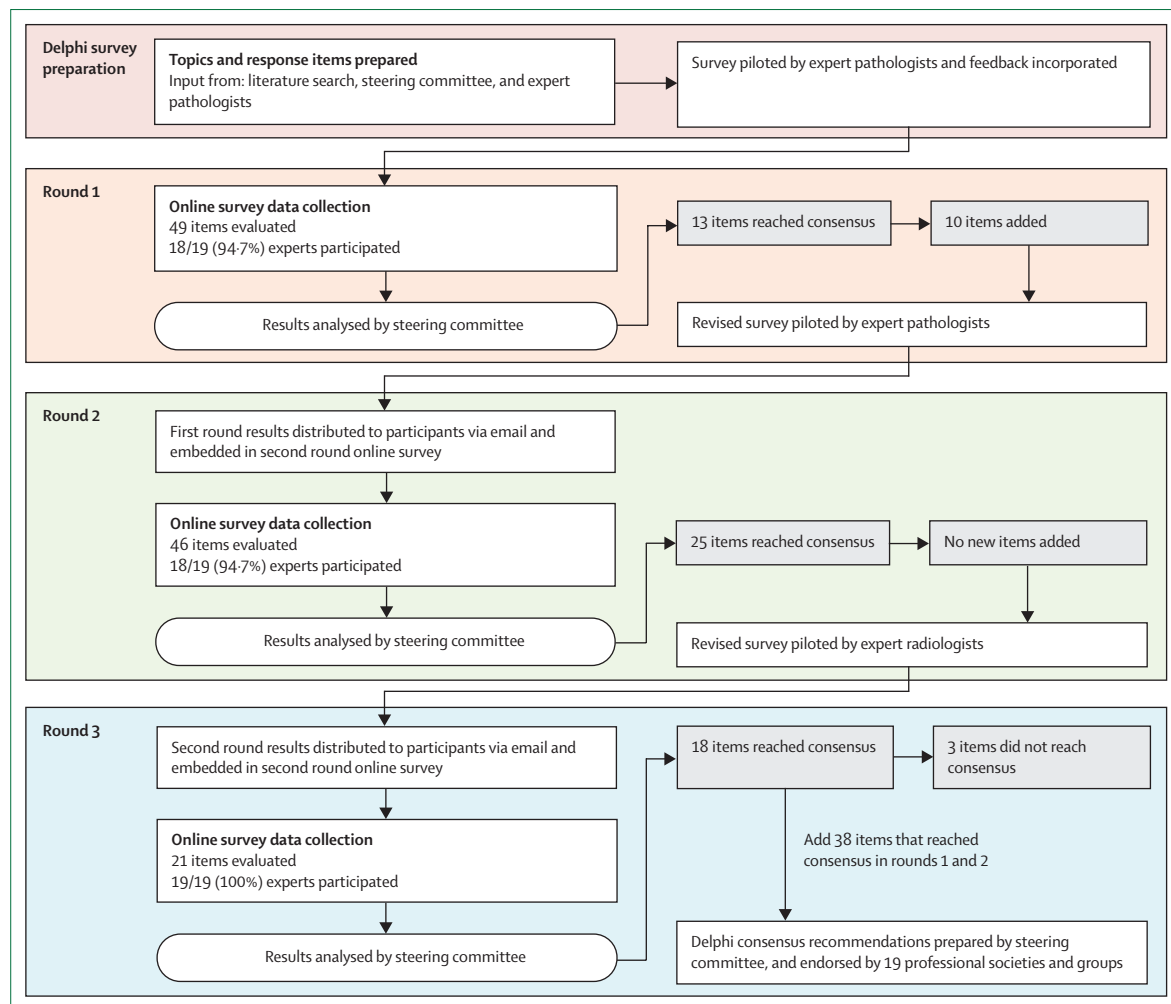 Delphi survey
preparation
Topics and response items prepared
Input from: literature search, steering committee, and expert
pathologists
Survey piloted by expert pathologists and feedback incorporated
Round 1
Online survey data collection
49 items evaluated
18/19 (94·7%) experts participated
13 items reached consensus
10 items added
Results analysed by steering committee
Revised survey piloted by expert pathologists
Round 2
First round results distributed to participants via email and
embedded in second round online survey
Online survey data collection
46 items evaluated
18/19 (94·7%) experts participated
25 items reached consensus
No new items added
Results analysed by steering committee
Revised survey piloted by expert radiologists
Round 3
Second round results distributed to participants via email and
embedded in second round online survey
18 items reached consensus
3 items did not reach
consensus
Online survey data collection
21 items evaluated
19/19 (100%) experts participated
Add 38 items that reached
consensus in rounds 1 and 2
Results analysed by steering committee
Delphi consensus recommendations prepared by steering
committee, and endorsed by 19 professional societies and groups